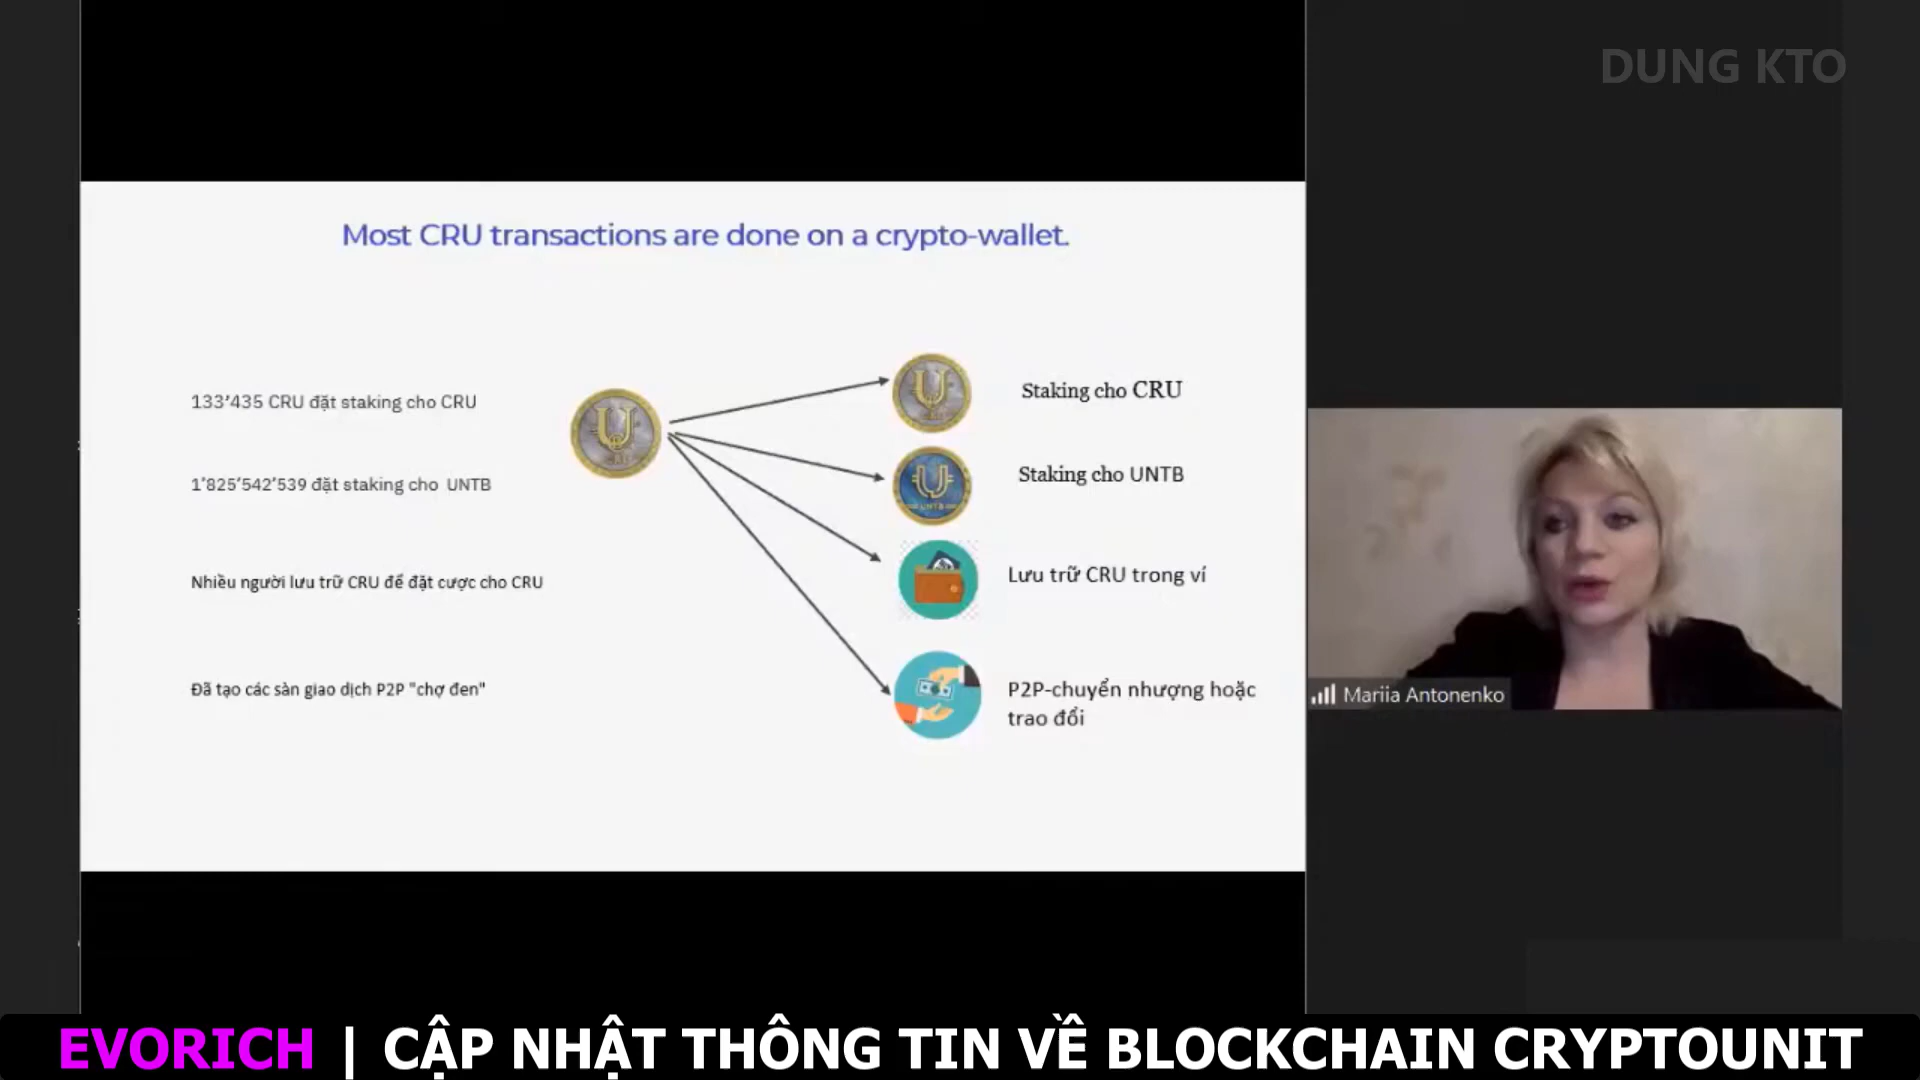 DUNG KTO
Most CRU transactions are done on a crypto-wallet.
133’435 CRU đặt staking cho CRU
1’825’542’539 đặt staking cho UNTB
Nhiều người lưu trữ CRU để đặt cược cho CRU
Đã tạo các sàn giao dịch P2P "chợ đen"
Staking cho CRU
Staking cho UNTB
Lưu trữ CRU trong ví
P2P-chuyển nhượng hoặc
trao đổi
Mariia Antonenko
EVORICH | CẬP NHẬT THÔNG TIN VỀ BLOCKCHAIN CRYPTOUNIT